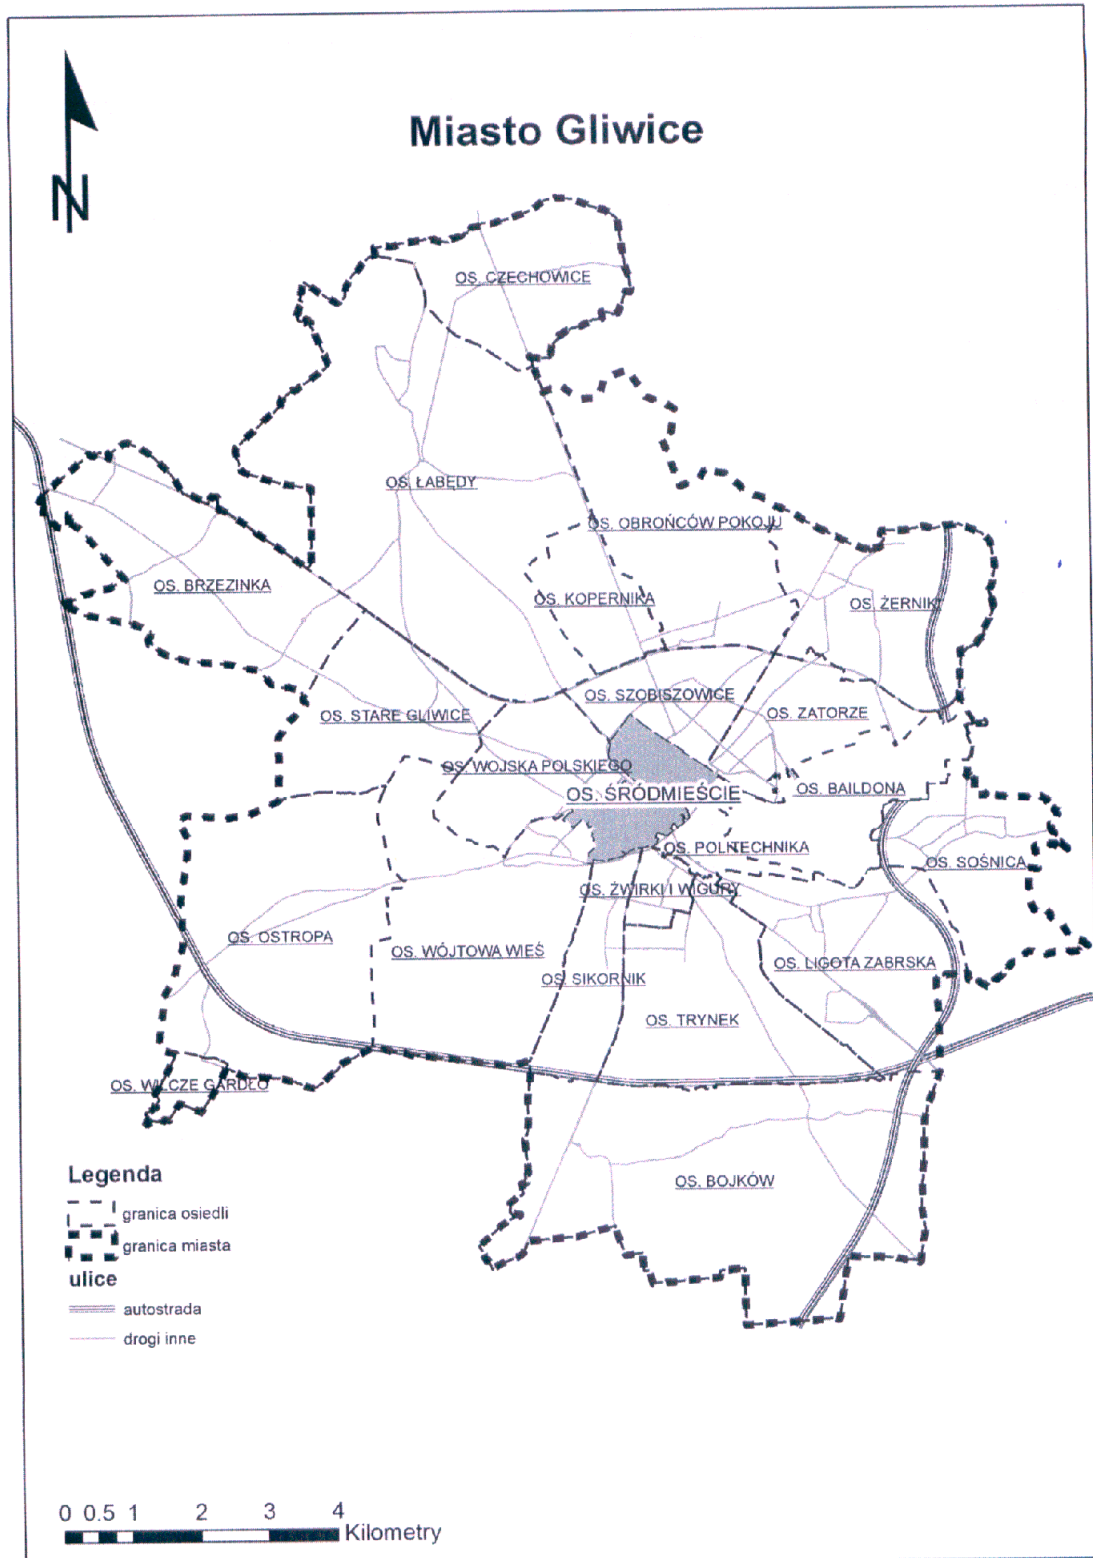 Miasto Gliwice
N
OS. CZECHOWICE
OS. ŁABĘDY
OS. OBROŃCÓW POKOJU
OS. BRZEZINKA
OS. KOPERNIKA
OS. ŻERNIKI
OS. SZOBISZOWICE
OS. STARE GLIWICE
OS. ZATORZE
OS. WOJSKA POLSKIEGO
OS. BAILDONA
OS. ŚRÓDMIEŚCIE
OS. POLITECHNIKA
OS. SOŚNICA
OS. ŻWIRKI I WIGURY
OS. OSTROPA
OS. WÓJTOWA WIEŚ
OS. LIGOTA ZABRSKA
OS. SIKORNIK
OS. TRYNEK
OS. WILCZE GARDŁO
OS. BOJKÓW
Legenda
granica osiedli
granica miasta
ulice
autostrada
drogi inne
0 0.5 1 2 3 4
Kilometry